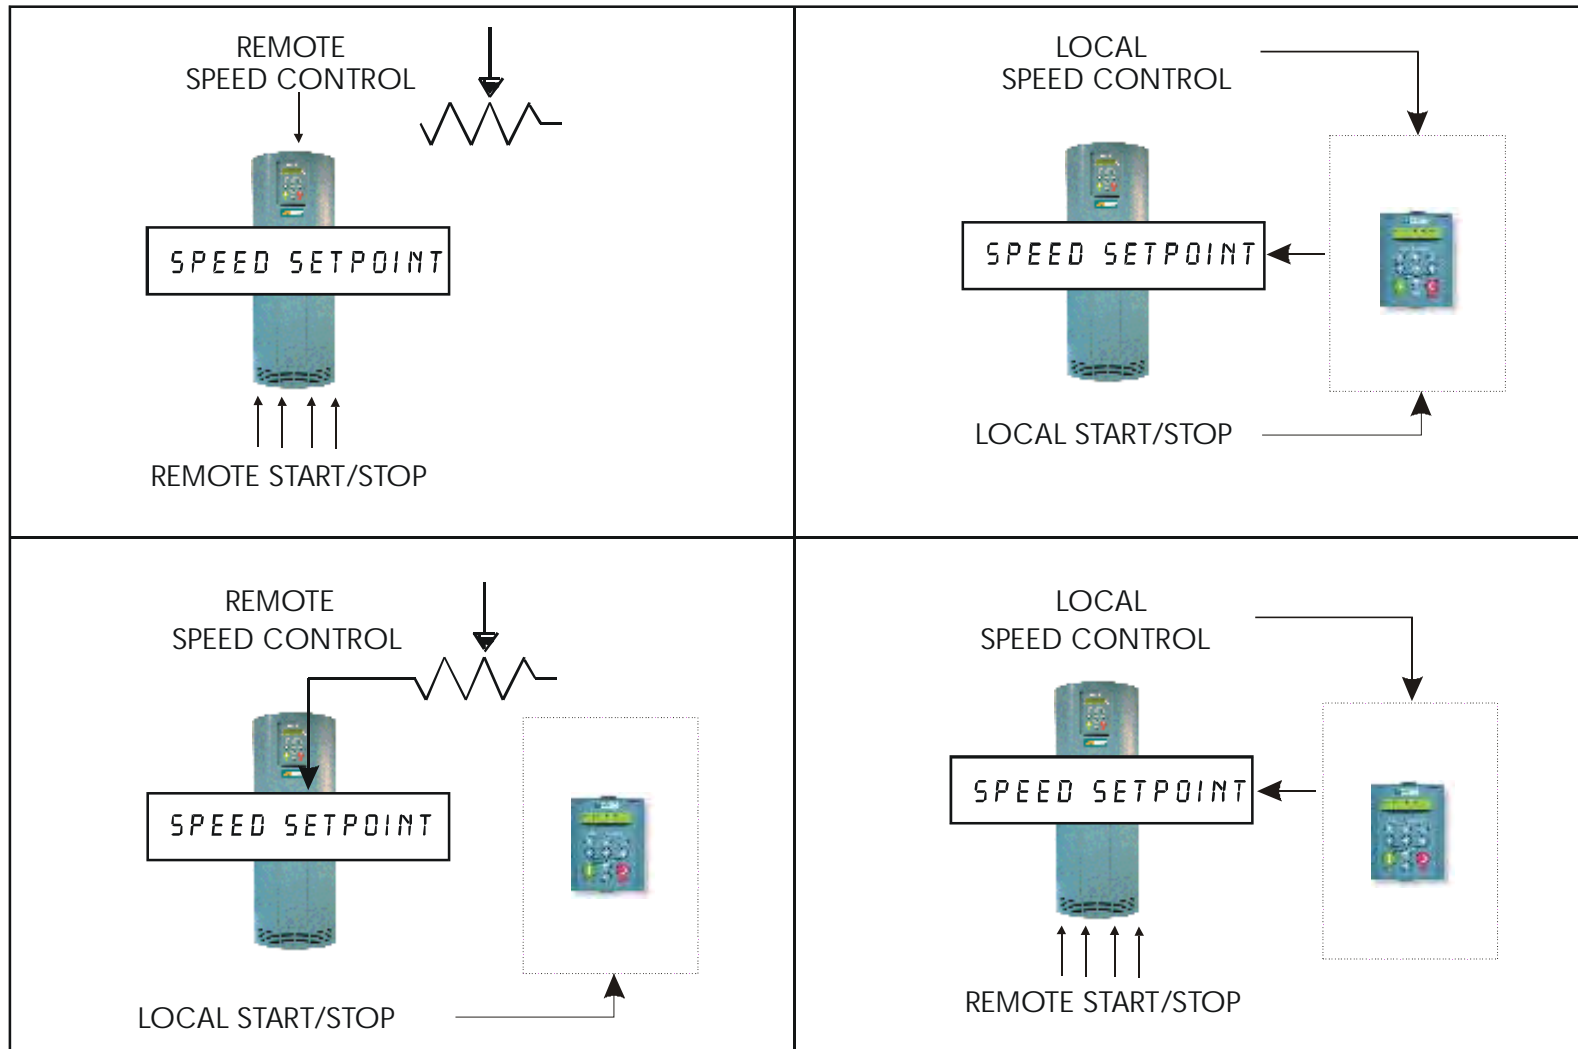 REMOTE
SPEED CONTROL
SPEED SETPOINT
REMOTE START/STOP
LOCAL
SPEED CONTROL
SPEED SETPOINT
LOCAL START/STOP
REMOTE
SPEED CONTROL
SPEED SETPOINT
LOCAL START/STOP
LOCAL
SPEED CONTROL
SPEED SETPOINT
REMOTE START/STOP